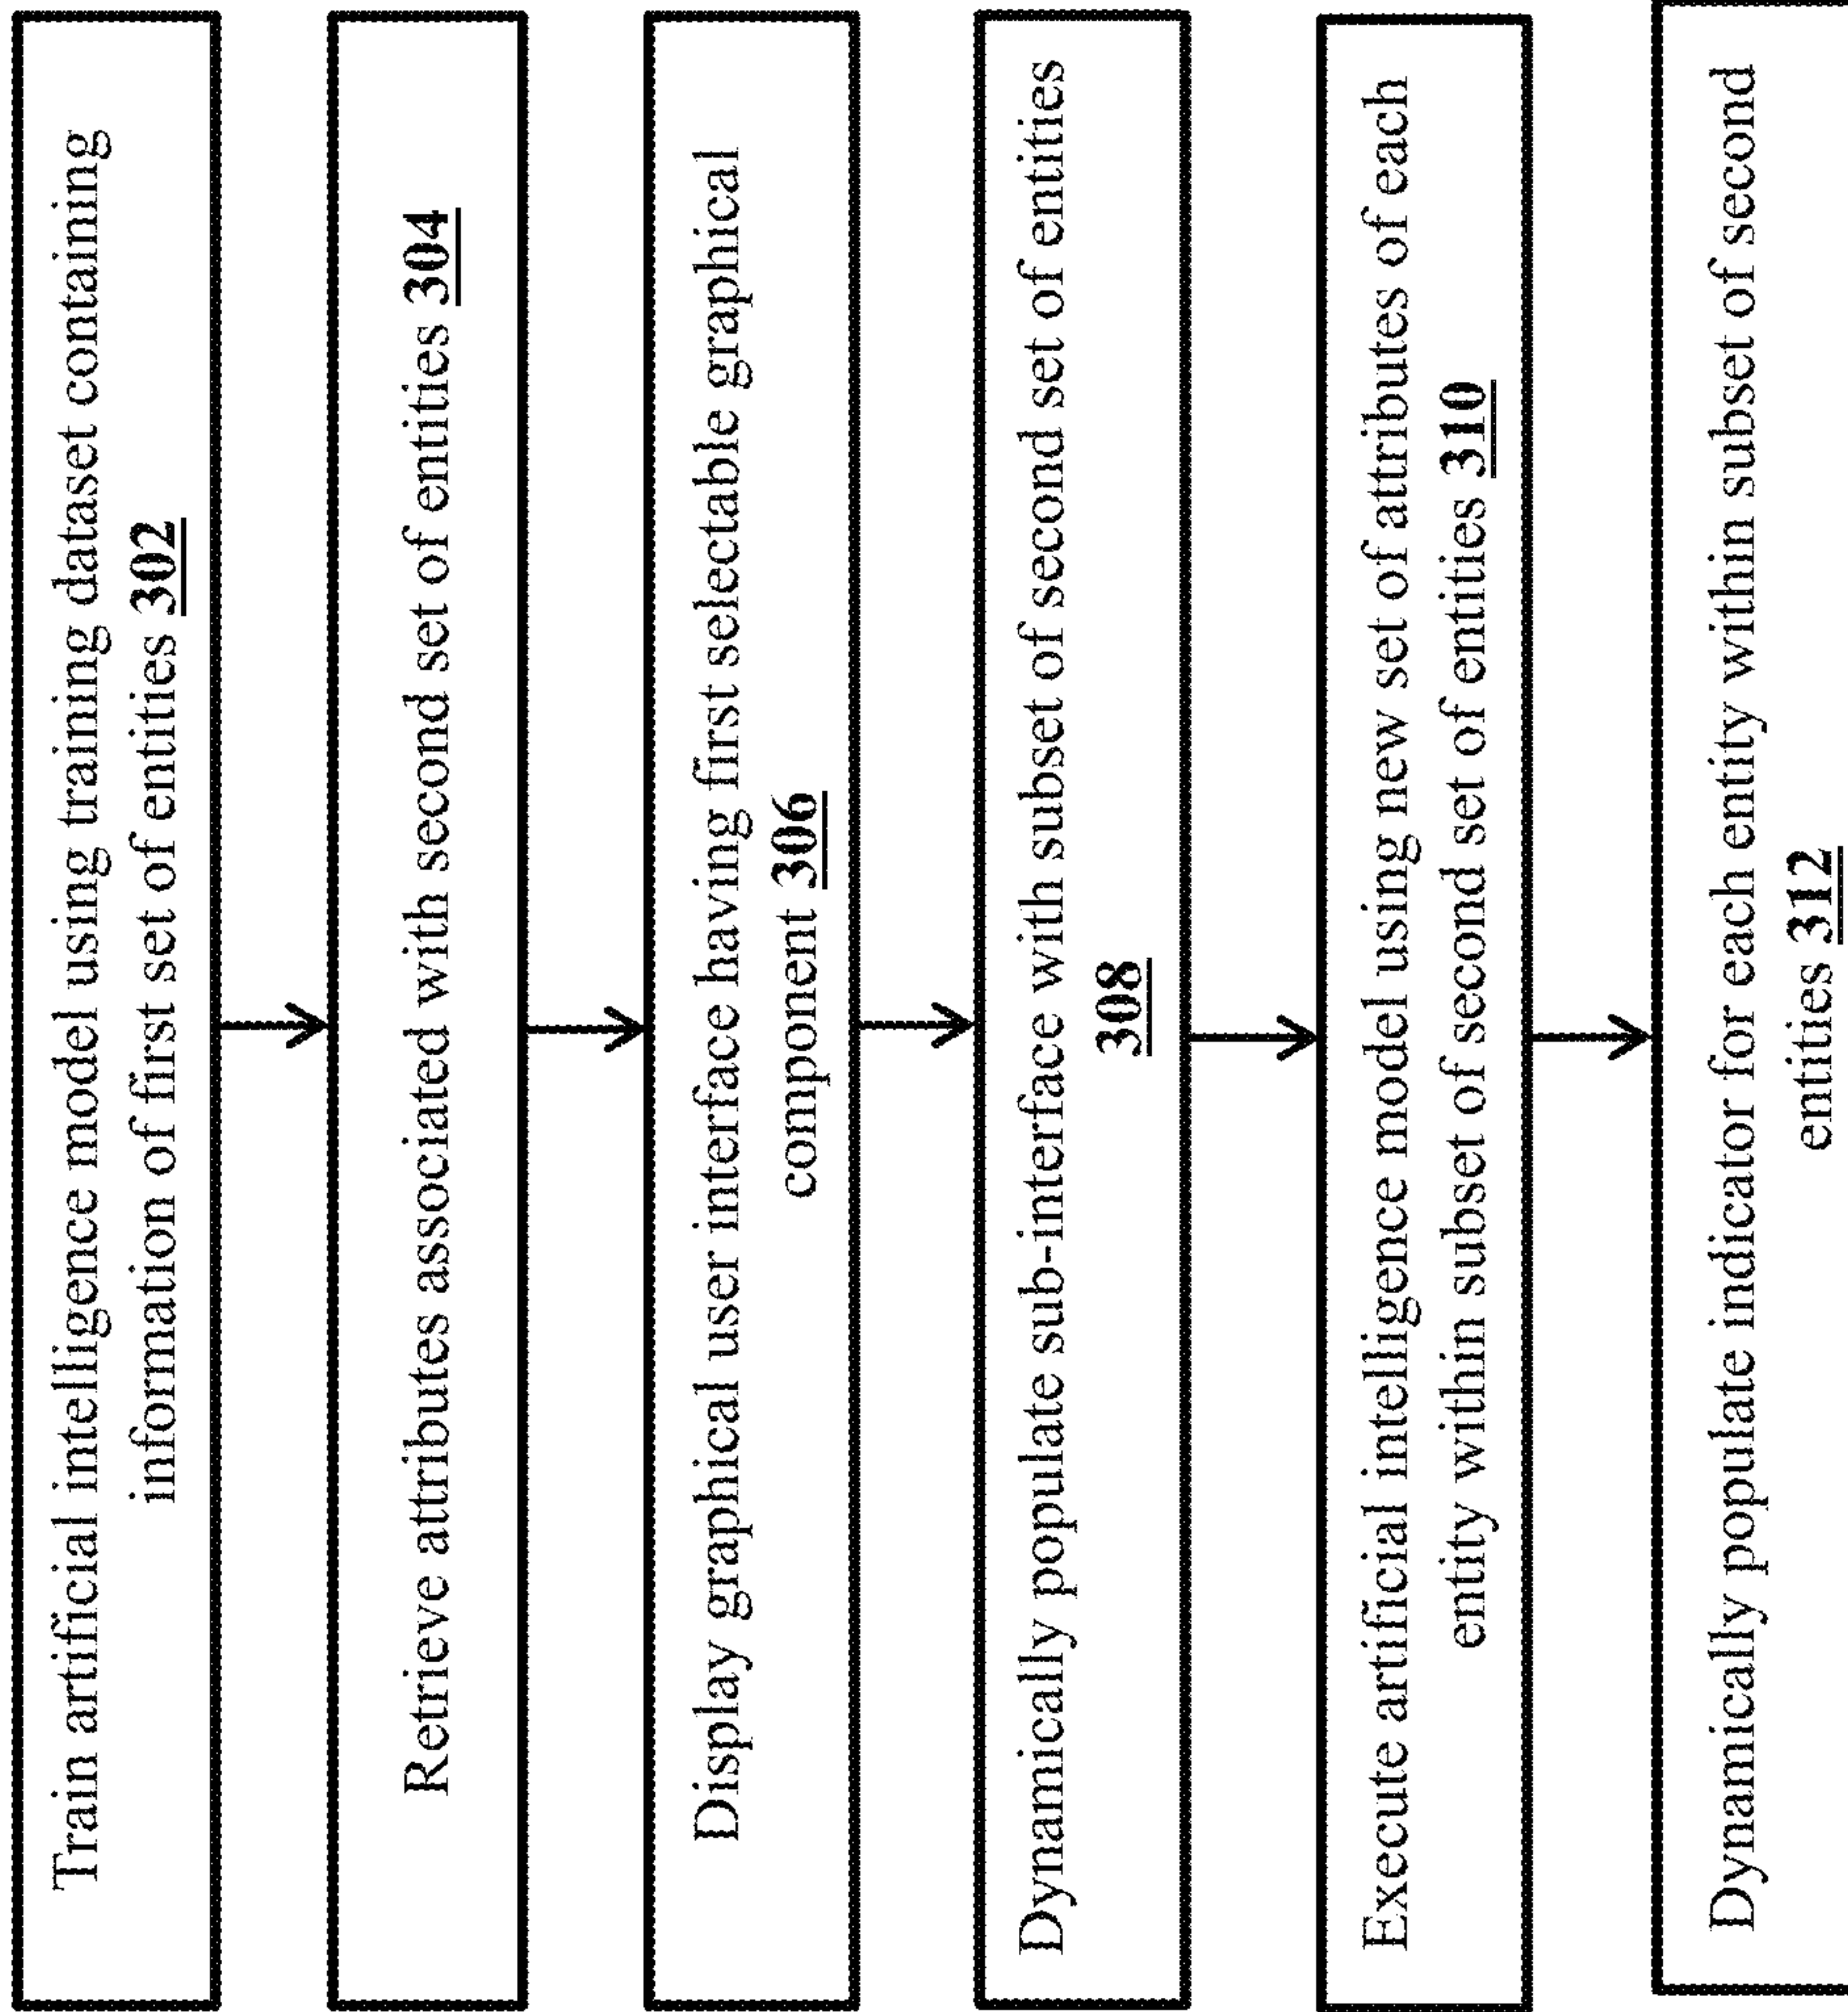 Train artificial intelligence model using training dataset containing
information of first set of entities 302
Retrieve attributes associated with second set of entities 304
Display graphical user interface having first selectable graphical
component 306
Dynamically populate sub-interface with subset of second set of entities
308
Execute artificial intelligence model using new set of attributes of each
entity within subset of second set of entities 310
Dynamically populate indicator for each entity within subset of second
entities 312